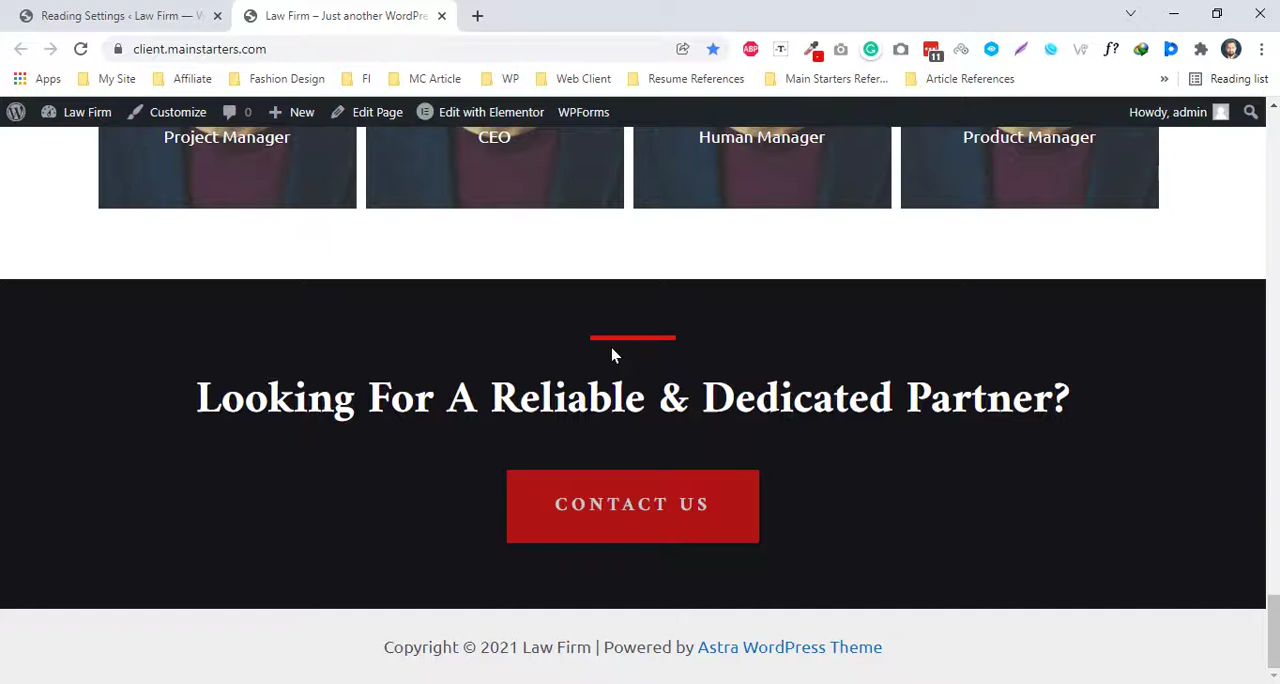 Reading Settings ‹ Law Firm —
Law Firm – Just another WordPre
client.mainstarters.com
ABP
-T-
11
f?
Apps
My Site
Affiliate
Fashion Design
FI
MC Article
WP
Web Client
Resume References
Main Starters Refer...
Article References
»
Reading list
Law Firm
Customize
0
New
Edit Page
Edit with Elementor
WPForms
Howdy, admin
Project Manager
CEO
Human Manager
Product Manager
Looking For A Reliable & Dedicated Partner?
CONTACT US
Copyright © 2021 Law Firm | Powered by Astra WordPress Theme